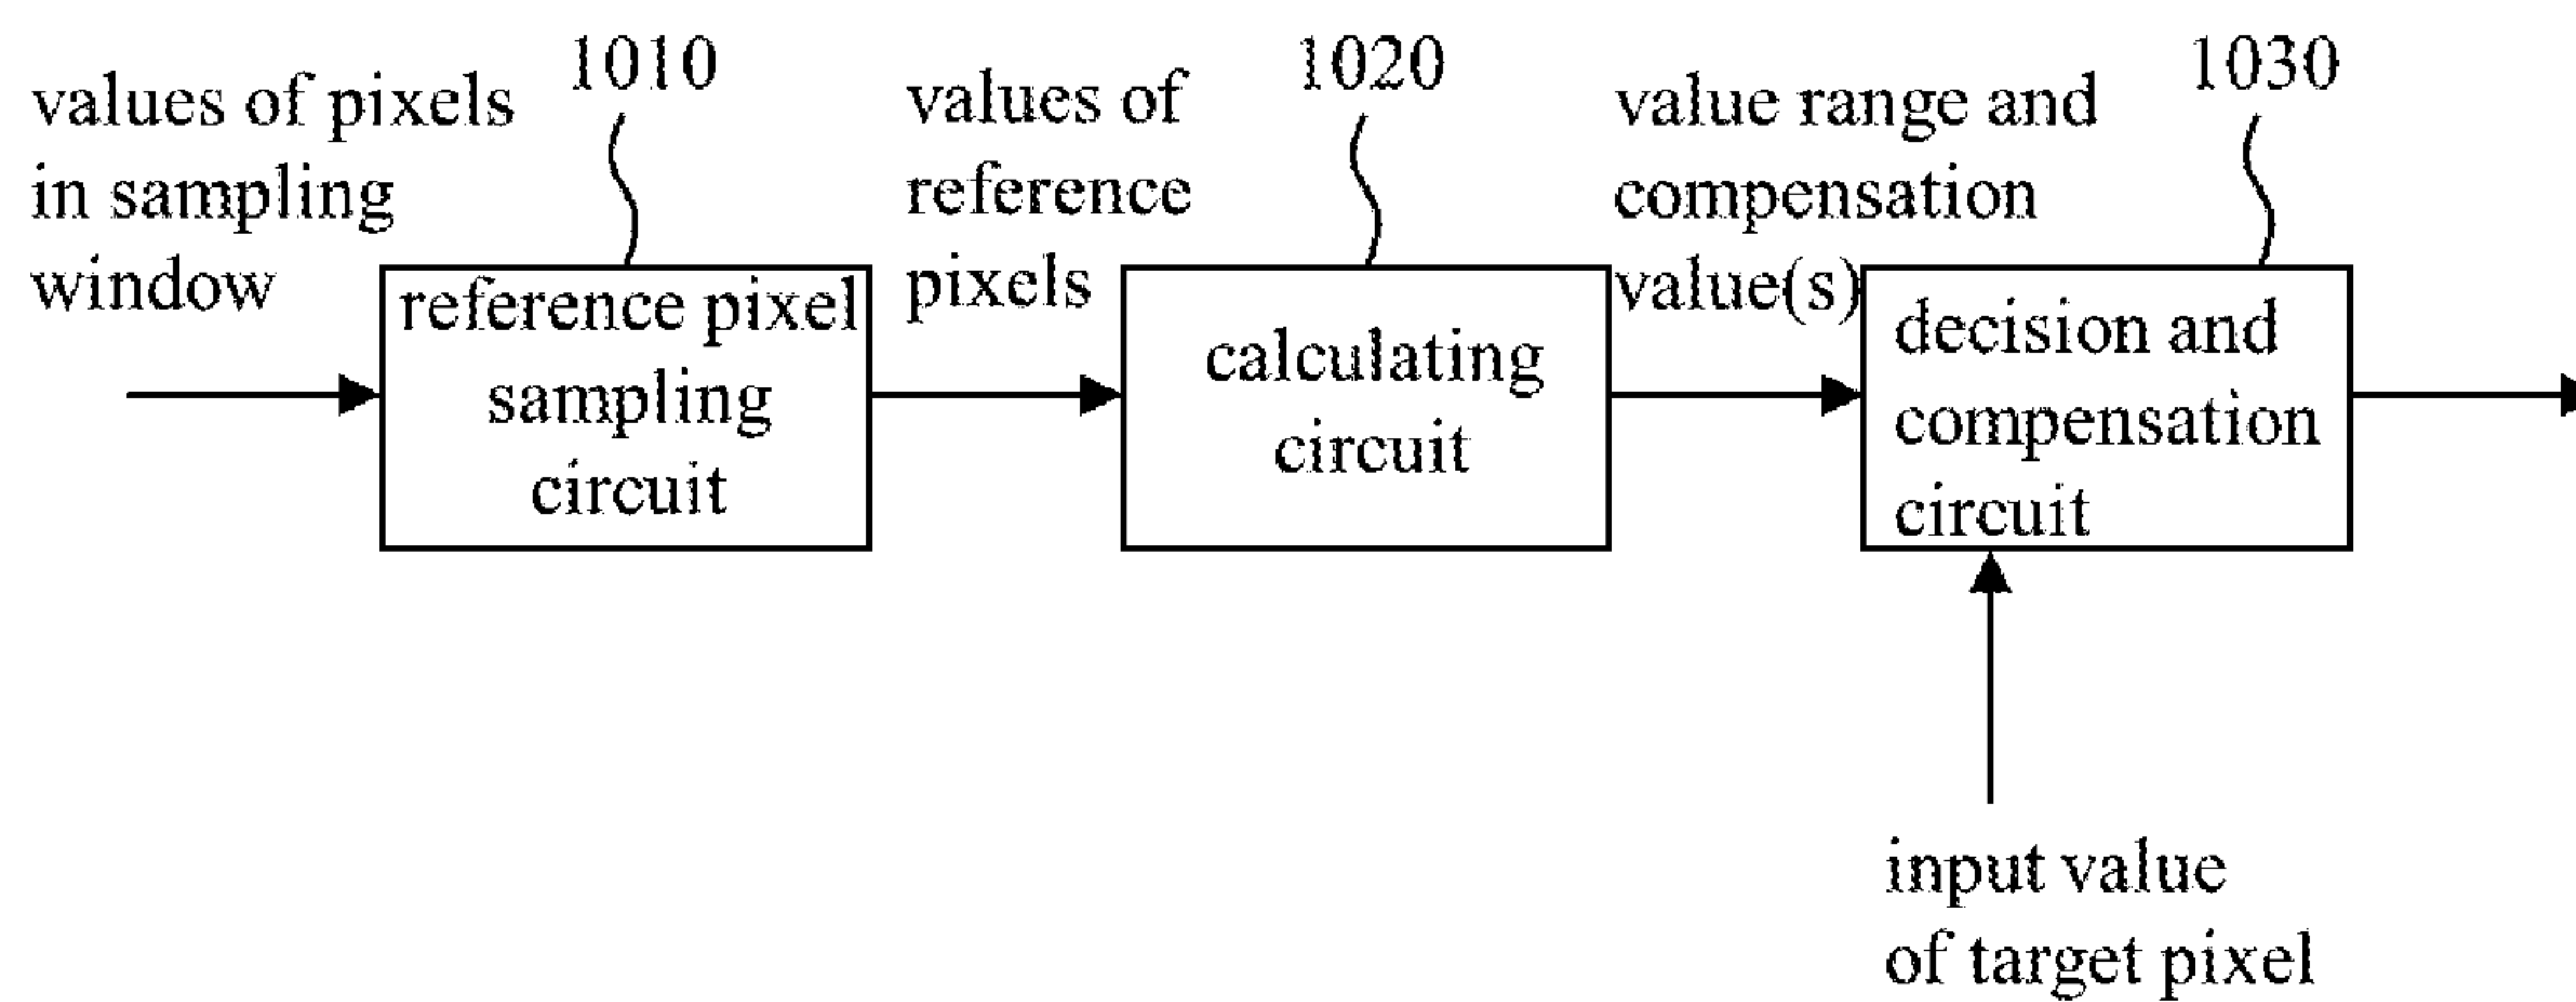 values of pixels
in sampling
window
1010
reference pixel
sampling
circuit
values of
reference
pixels
1020
calculating
circuit
value range and
compensation
value(s)
1030
decision and
compensation
circuit
input value
of target pixel